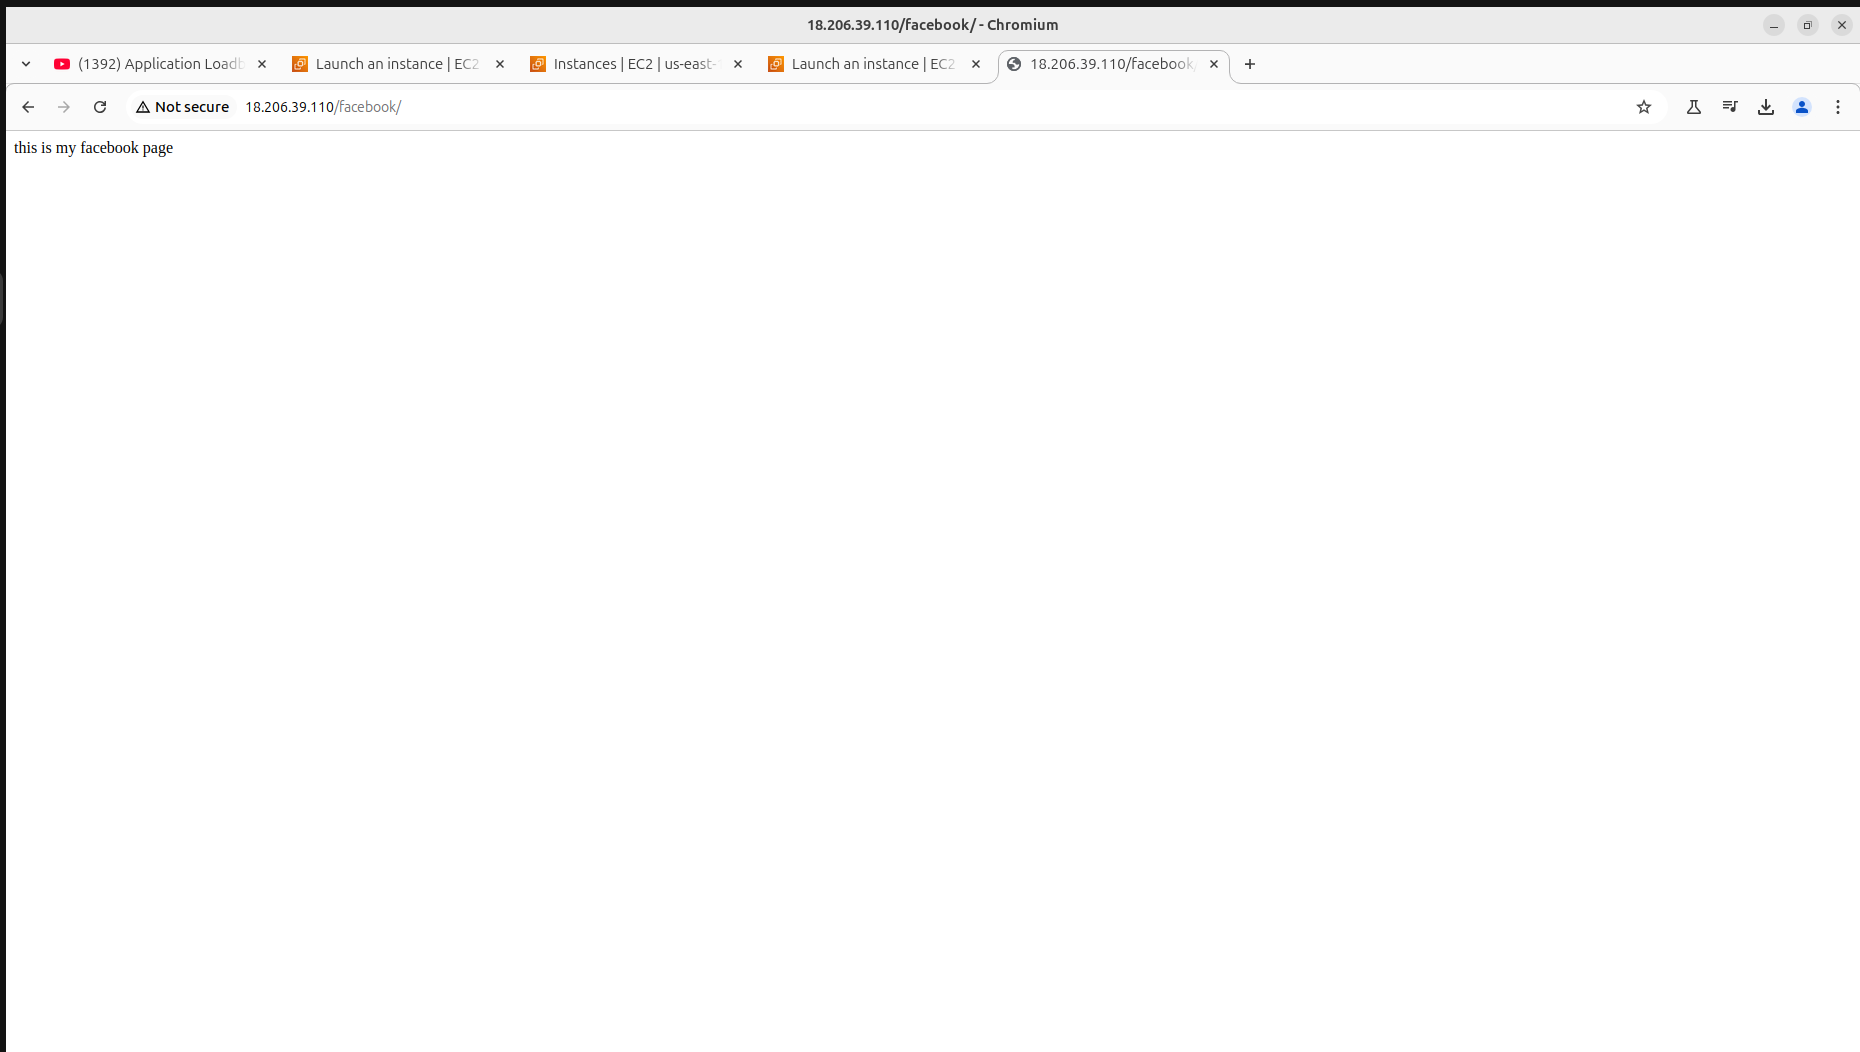 18.206.39.110/facebook/ - Chromium
(1392) Application Loadb
Launch an instance | EC2
Instances | EC2 | us-east-
Launch an instance | EC2
18.206.39.110/facebook/
Not secure
18.206.39.110/facebook/
this is my facebook page